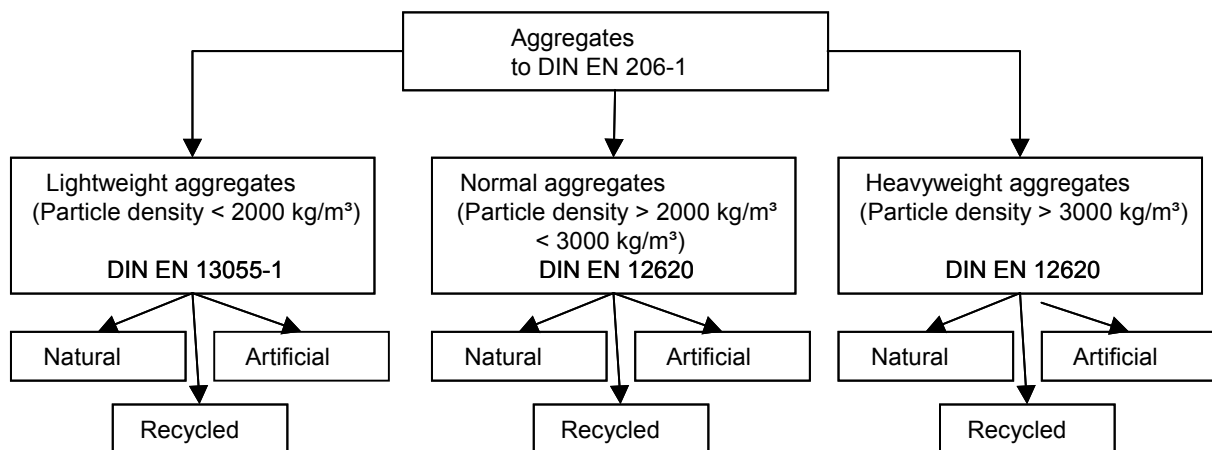 Aggregates
to DIN EN 206-1
Lightweight aggregates
(Particle density < 2000 kg/m³)
DIN EN 13055-1
Normal aggregates
(Particle density > 2000 kg/m³
< 3000 kg/m³)
DIN EN 12620
Heavyweight aggregates
(Particle density > 3000 kg/m³)
DIN EN 12620
Natural
Artificial
Recycled
Natural
Artificial
Recycled
Natural
Artificial
Recycled